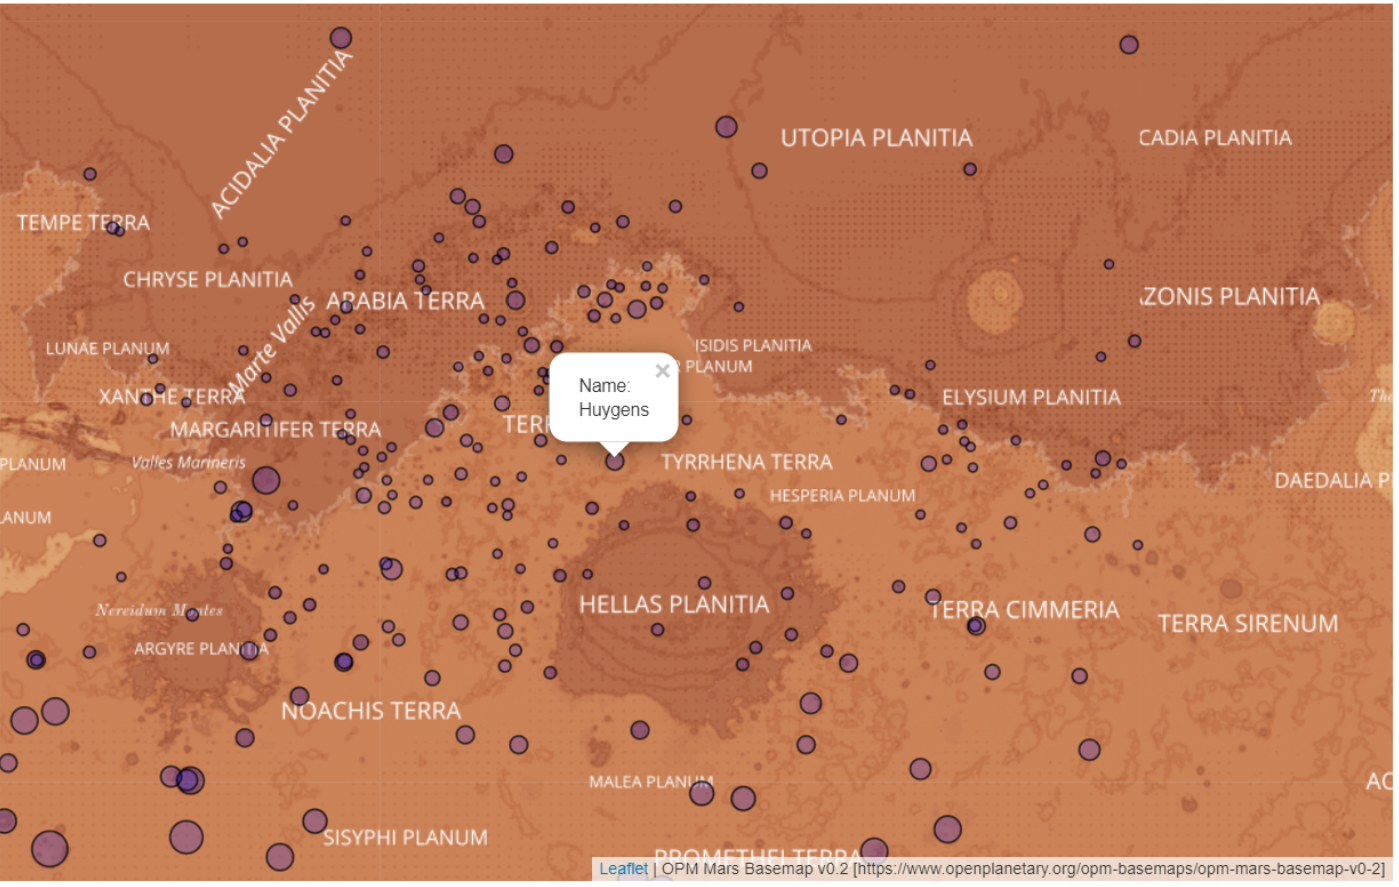 ACIDALIA PLANITIA
UTOPIA PLANITIA
CADIA PLANITIA
TEMPE TERRA
CHRYSE PLANITIA
ARABIA TERRA
ZONIS PLANITIA
Marte Vallis
LUNAE PLANUM
ISIDIS PLANITIA
R PLANUM
Name:
Huygens
×
XANTHE TERRA
ELYSIUM PLANITIA
The
MARGARITIFER TERRA
TERR
PLANUM
Valles Marineris
TYRRHENA TERRA
DAEDALIA P
HESPERIA PLANUM
ANUM
HELLAS PLANITIA
Nereidum Montes
TERRA CIMMERIA
TERRA SIRENUM
ARGYRE PLANITIA
NOACHIS TERRA
MALEA PLANUM
AO
SISYPHI PLANUM
PROMETHEI TERRA
Leaflet | OPM Mars Basemap v0.2 [https://www.openplanetary.org/opm-basemaps/opm-mars-basemap-v0-2]